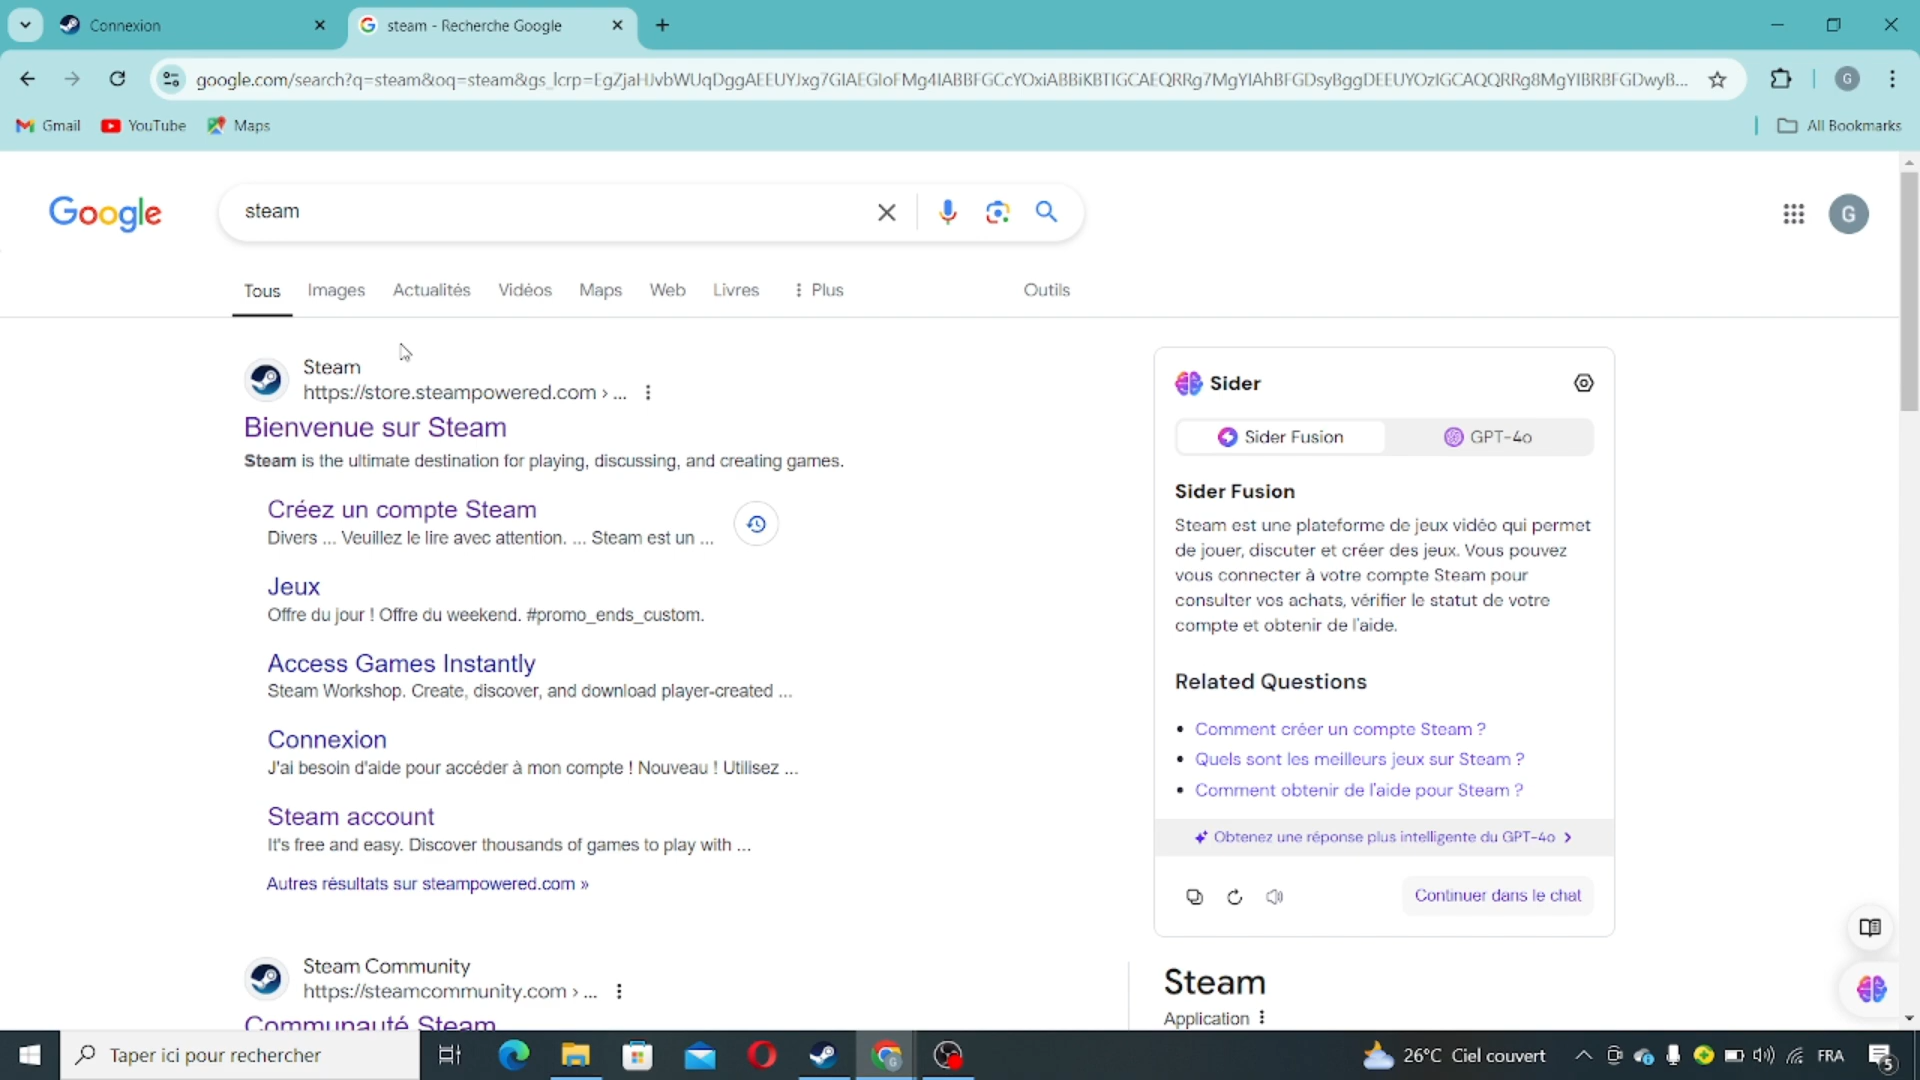 Connexion
steam - Recherche Google
google.com/search?q=steam&oq=steam&gs_lcrp=
Gmail
YouTube
Maps
All Bookmarks
G
Google
steam
G
Tous
Images
Actualités
Vidéos
Maps
Web
Livres
Plus
Outils
Steam
https://store.steampowered.com › ...
Bienvenue sur Steam
Steam is the ultimate destination for playing, discussing, and creating games.
Créez un compte Steam
Divers ... Veuillez le lire avec attention. ... Steam est un ...
Jeux
Offre du jour ! Offre du weekend. #promo_ends_custom.
Access Games Instantly
Steam Workshop. Create, discover, and download player-created ...
Connexion
J'ai besoin d'aide pour accéder à mon compte ! Nouveau ! Utilisez ...
Steam account
It's free and easy. Discover thousands of games to play with ...
Autres résultats sur steampowered.com »
Steam Community
https://steamcommunity.com › ...
Communauté Steam
Sider
Sider Fusion
GPT-4o
Sider Fusion
Steam est une plateforme de jeux vidéo qui permet
de jouer, discuter et créer des jeux. Vous pouvez
vous connecter à votre compte Steam pour
consulter vos achats, vérifier le statut de votre
compte et obtenir de l'aide.
Related Questions
Comment créer un compte Steam ?
Quels sont les meilleurs jeux sur Steam ?
Comment obtenir de l'aide pour Steam ?
Obtenez une réponse plus intelligente du GPT-4o
Continuer dans le chat
Steam
Application
Taper ici pour rechercher
26°C Ciel couvert
FRA
5